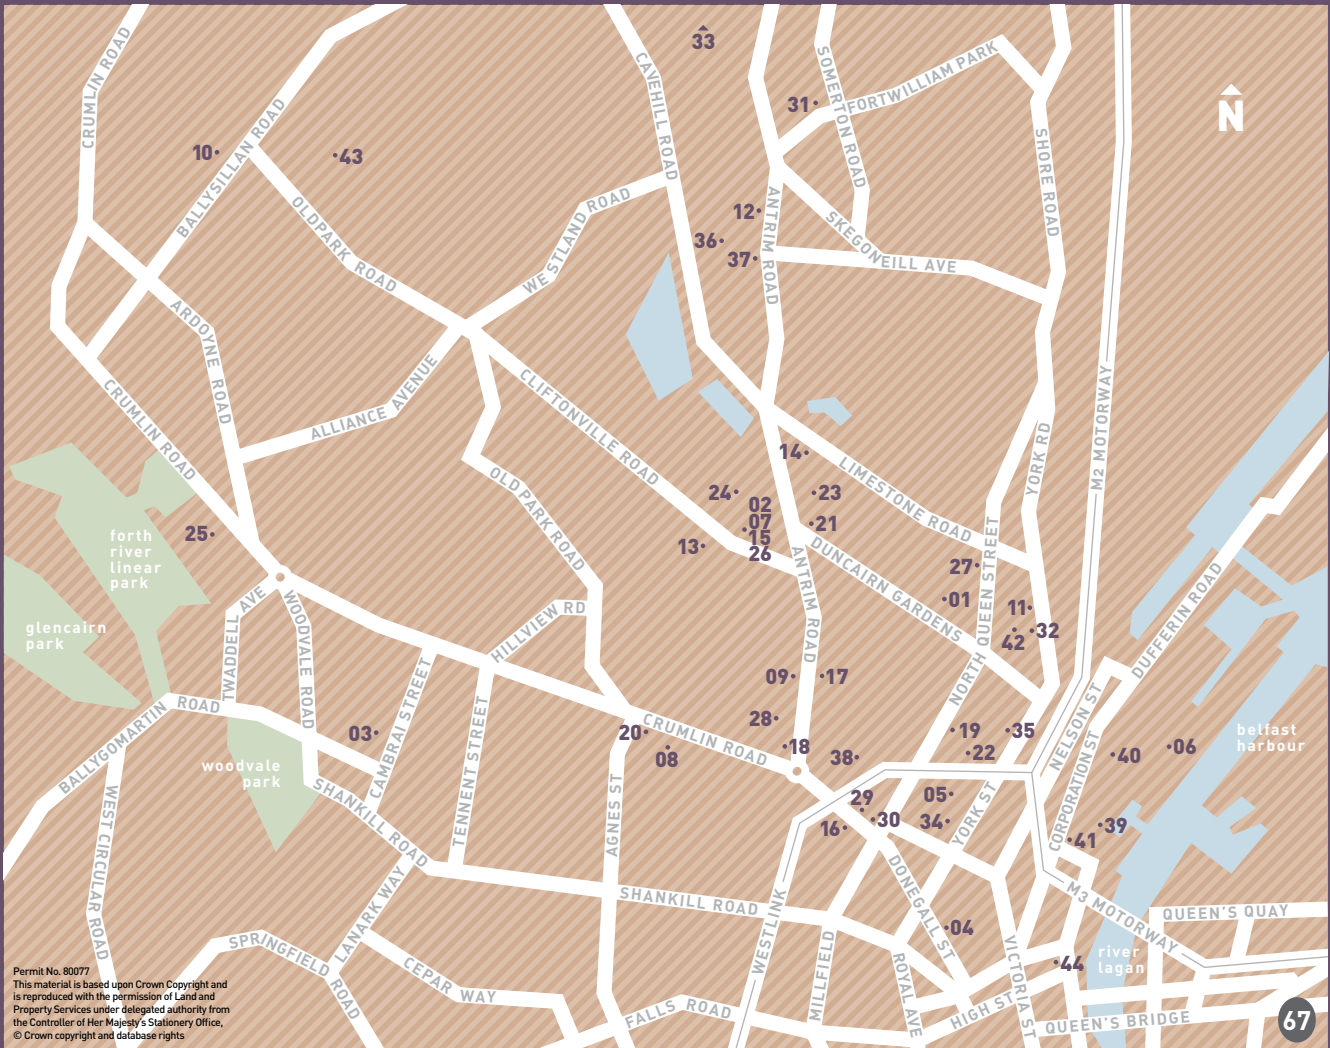 33
N
CRUMLIN ROAD
CAVEHILL ROAD
SOMERTON ROAD
FORTWILLIAM PARK
31
BALLYSILLAN ROAD
10
43
SHORE ROAD
OLDPARK ROAD
WESTLAND ROAD
12
36
37
ANTRIM ROAD
SKEGONEILL AVE
ARDOYNE ROAD
CRUMLIN ROAD
ALLIANCE AVENUE
CLIFTONVILLE ROAD
M2 MOTORWAY
YORK RD
14
LIMESTONE ROAD
24
02
07
15
26
23
21
13
OLD PARK ROAD
25
forth
river
linear
park
glencairn
park
ANTRIM ROAD
DUNCAIRN GARDENS
NORTH QUEEN STREET
27
01
11
32
42
DUFFERIN ROAD
TWADDELL AVE
WOODVALE ROAD
HILLVIEW RD
09
17
28
18
38
CRUMLIN ROAD
20
08
03
CAMBRAI STREET
TENNENT STREET
BALLYGOMARTIN ROAD
woodvale
park
SHANKILL ROAD
WEST CIRCULAR ROAD
AGNES ST
19
22
35
NELSON ST
CORPORATION ST
40
06
belfast
harbour
29
30
16
05
34
YORK ST
39
41
LANARK WAY
SHANKILL ROAD
WESTLINK
MILLFIELD
DONEGALL ST
04
M3 MOTORWAY
QUEEN'S QUAY
river
lagan
44
SPRINGFIELD ROAD
CEPAR WAY
FALLS ROAD
ROYAL AVE
HIGH ST
VICTORIA ST
QUEEN'S BRIDGE
Permit No. 80077
This material is based upon Crown Copyright and
is reproduced with the permission of Land and
Property Services under delegated authority from
the Controller of Her Majesty's Stationery Office,
© Crown copyright and database rights
67